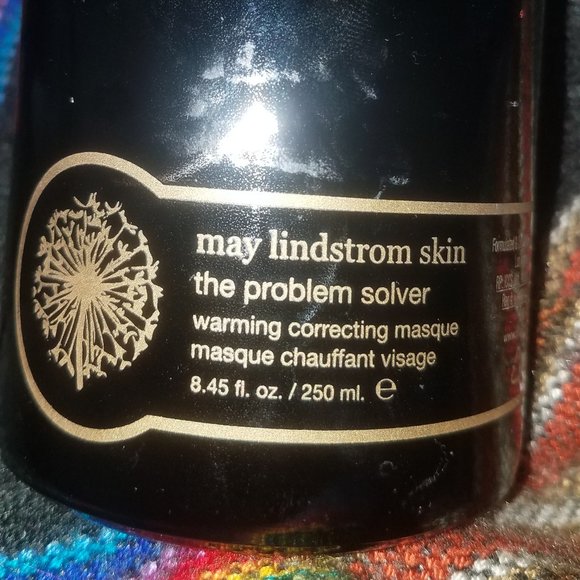 may lindstrom skin
the problem solver
warming correcting masque
masque chauffant visage
8.45 fl. oz. / 250 ml. ℮